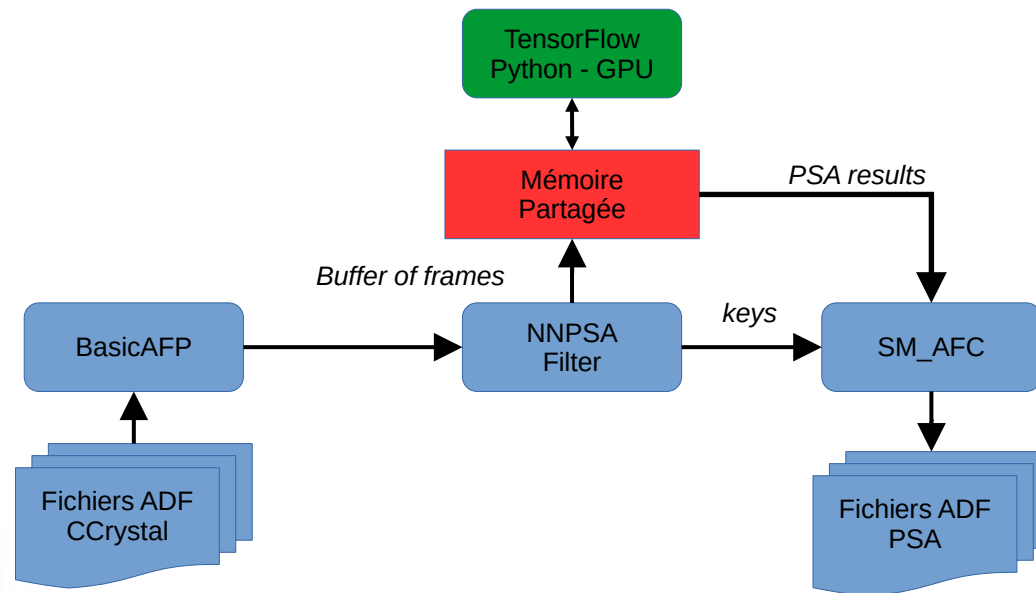 TensorFlow
Python - GPU
Mémoire
Partagée
PSA results
Buffer of frames
BasicAFP
NNPSA
Filter
keys
SM_AFC
Fichiers ADF
CCrystal
Fichiers ADF
PSA